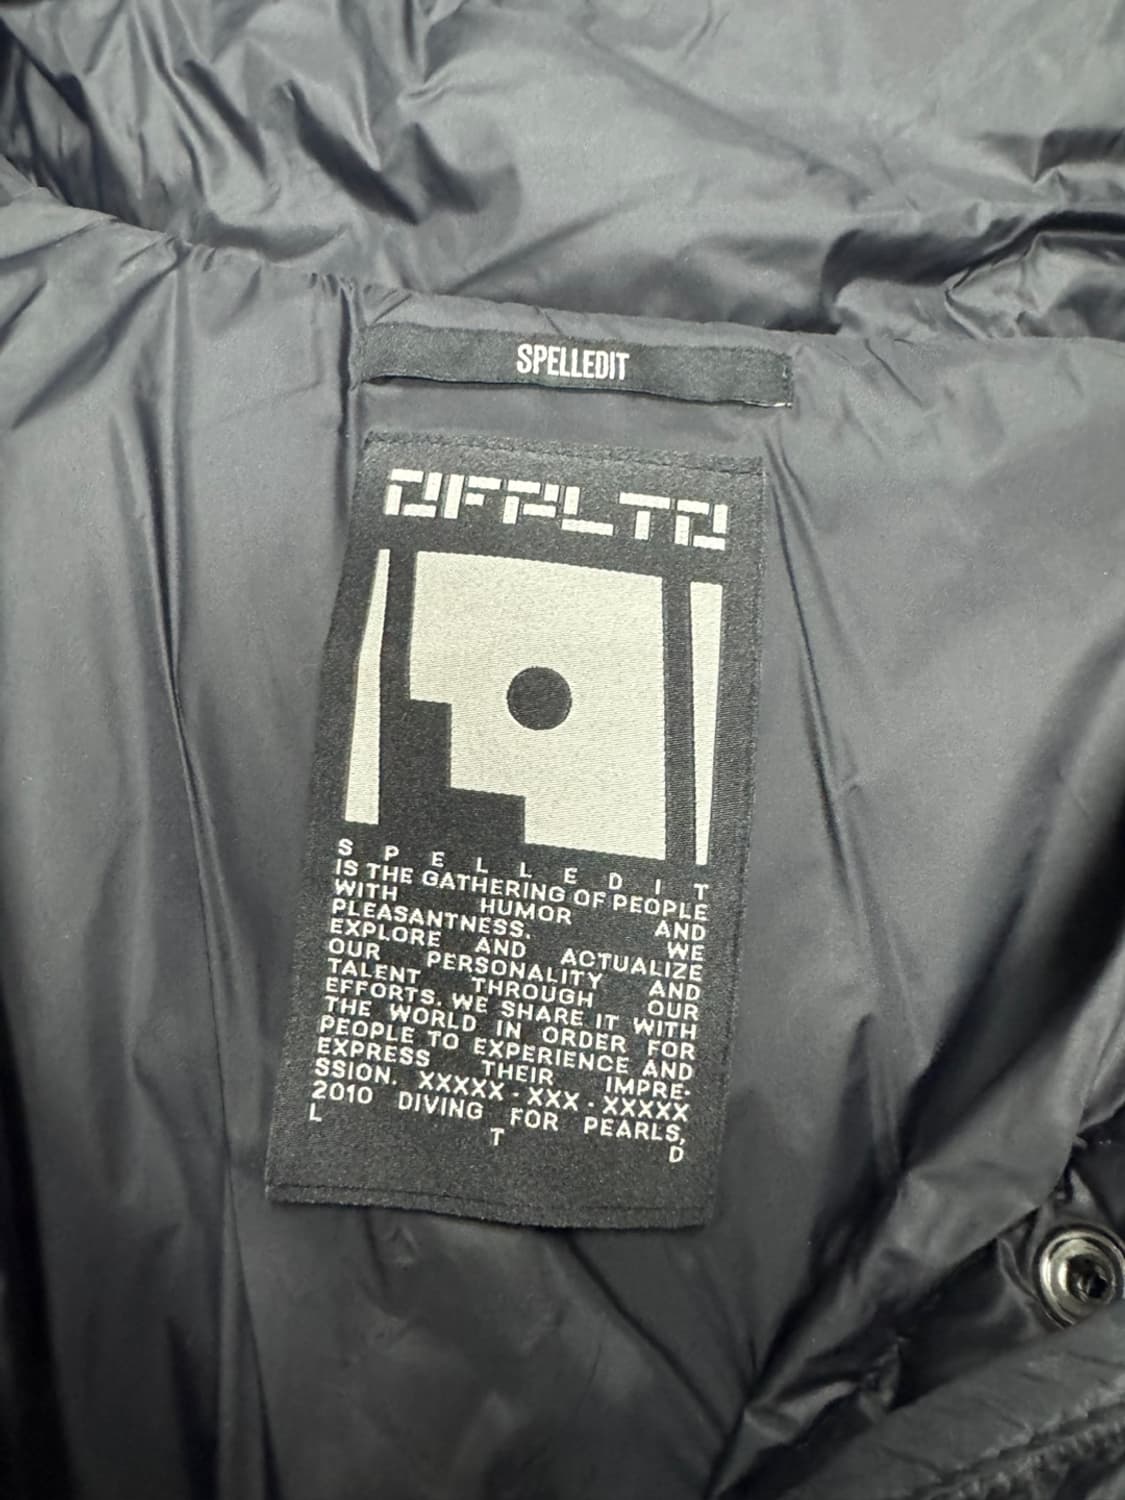 SPELLEDIT
S P E L L E D I T
IS THE GATHERING OF PEOPLE
WITH HUMOR AND
PLEASANTNESS. WE
EXPLORE AND ACTUALIZE
OUR PERSONALITY AND
TALENT THROUGH OUR
EFFORTS. WE SHARE IT WITH
THE WORLD IN ORDER FOR
PEOPLE TO EXPERIENCE AND
EXPRESS THEIR IMPRE-
SSION. XXXXX - XXX - XXXXX
2010 DIVING FOR PEARLS,
L T D